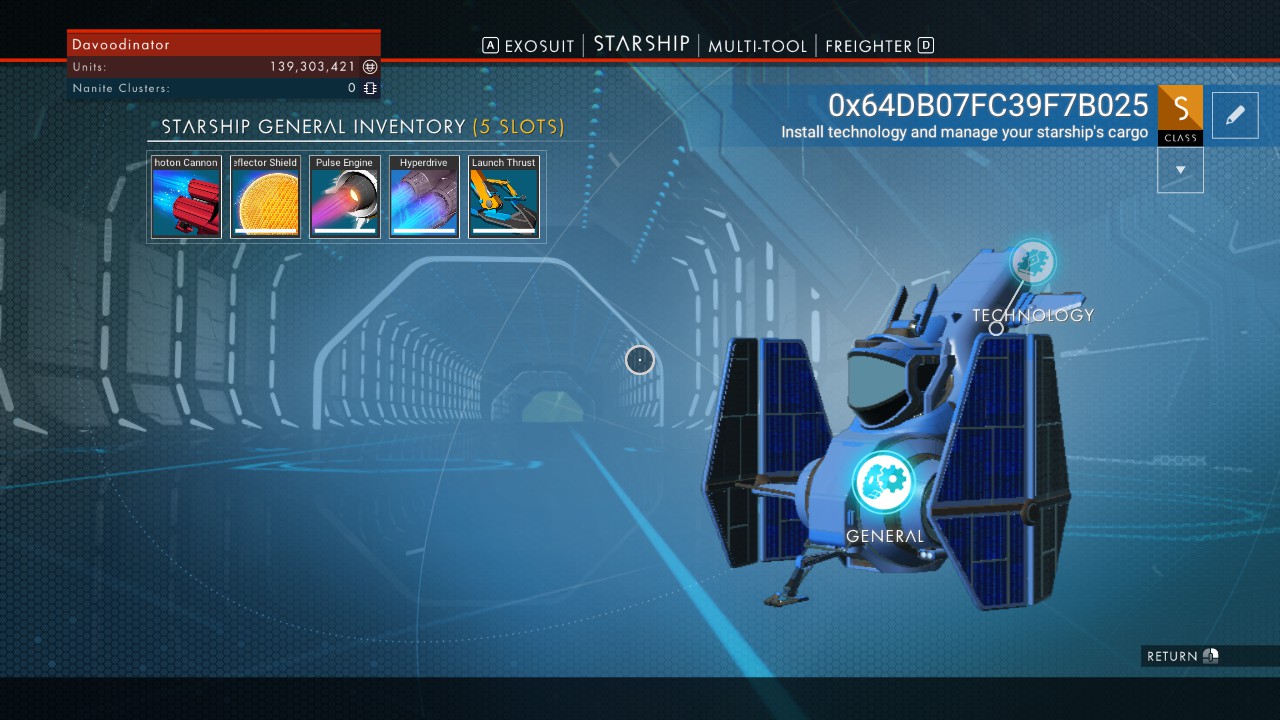 Davoodinator
Units: 139,303,421
Nanite Clusters: 0
A EXOSUIT STARSHIP MULTI-TOOL FREIGHTER D
STARSHIP GENERAL INVENTORY (5 SLOTS)
0x64DB07FC39F7B025
Install technology and manage your starship's cargo
S
CLASS
hoton Cannon eflector Shield Pulse Engine Hyperdrive Launch Thrust
TECHNOLOGY
GENERAL
RETURN